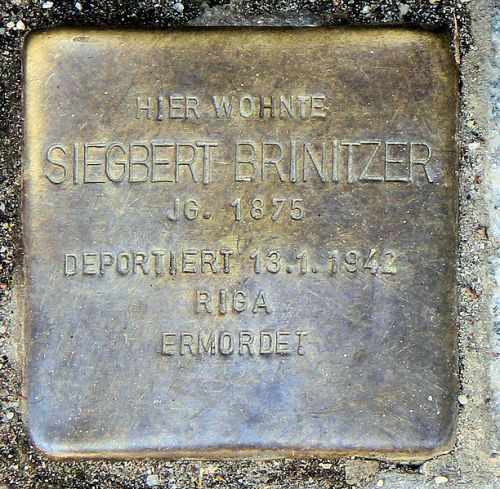 HIER WOHNTE
SIEGBERT BRINITZER
JG. 1875
DEPORTIERT 13.1.1942
RIGA
ERMORDET